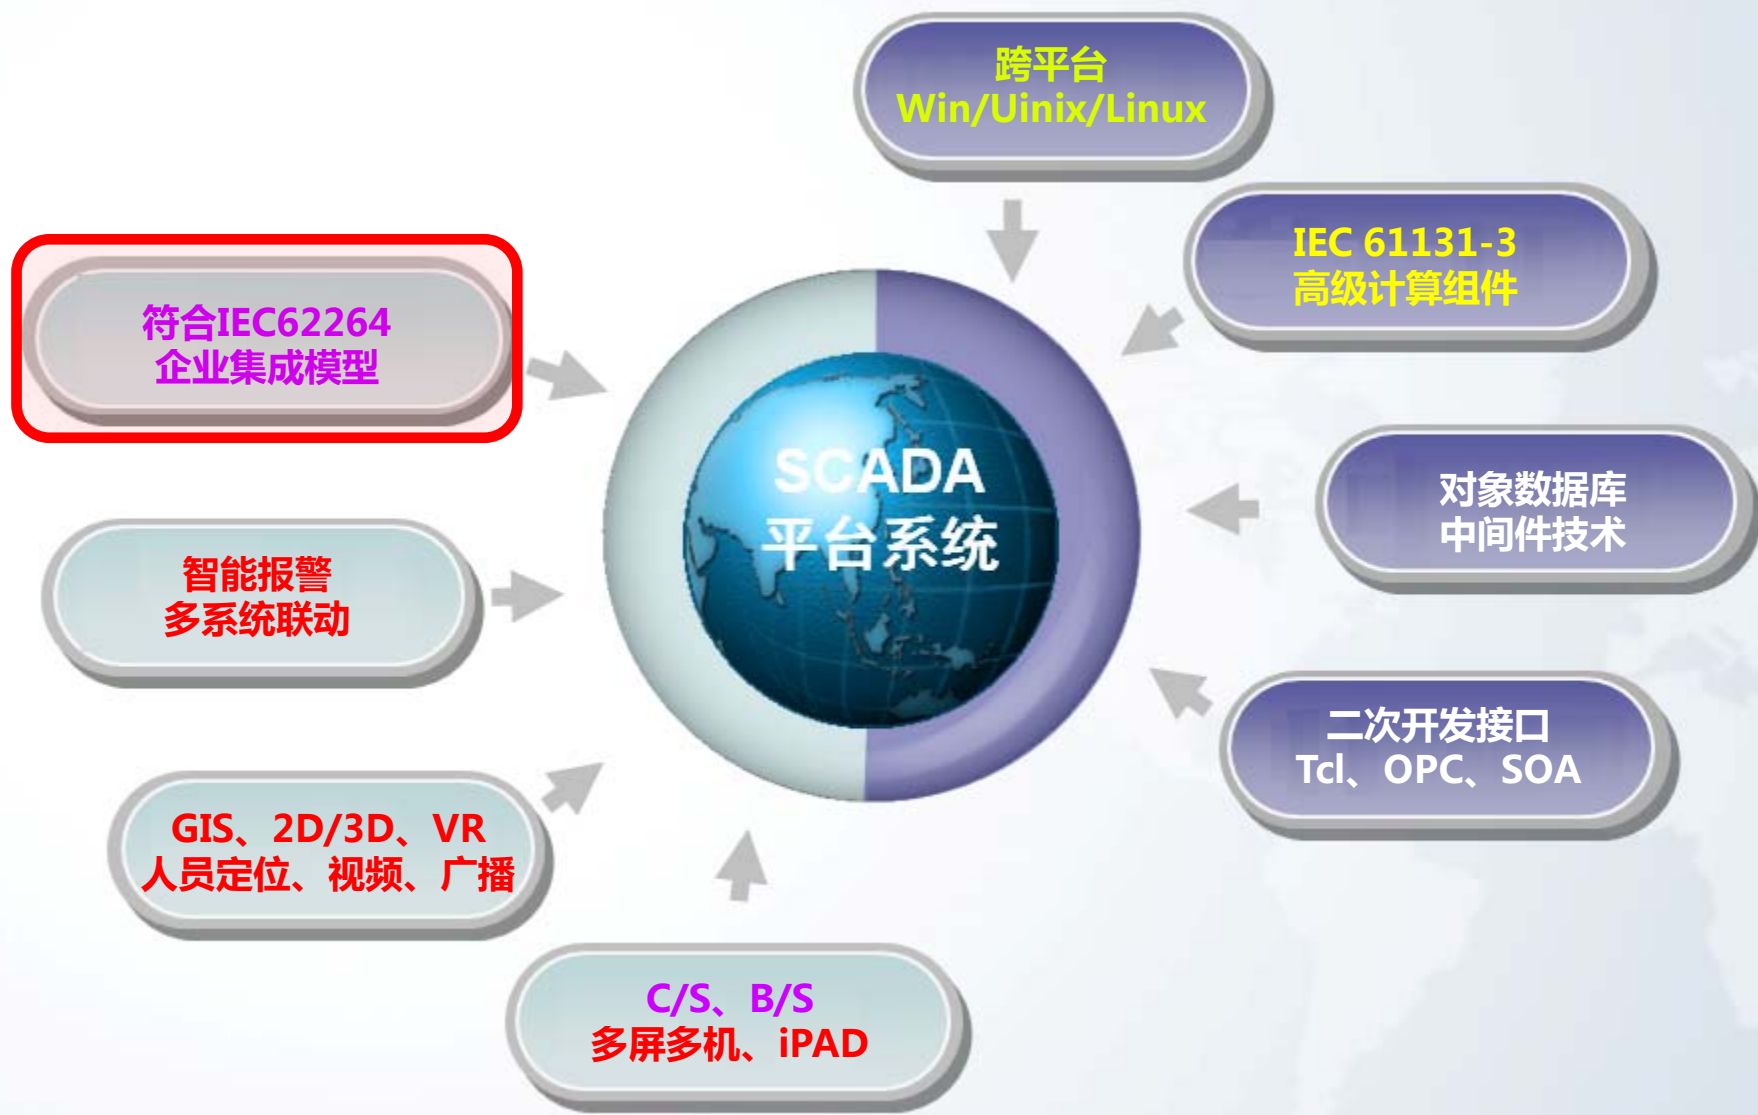 跨平台
Win/Uinix/Linux
IEC 61131-3
高级计算组件
符合IEC62264
企业集成模型
SCADA
平台系统
对象数据库
中间件技术
智能报警
多系统联动
二次开发接口
Tcl、OPC、SOA
GIS、2D/3D、VR
人员定位、视频、广播
C/S、B/S
多屏多机、iPAD